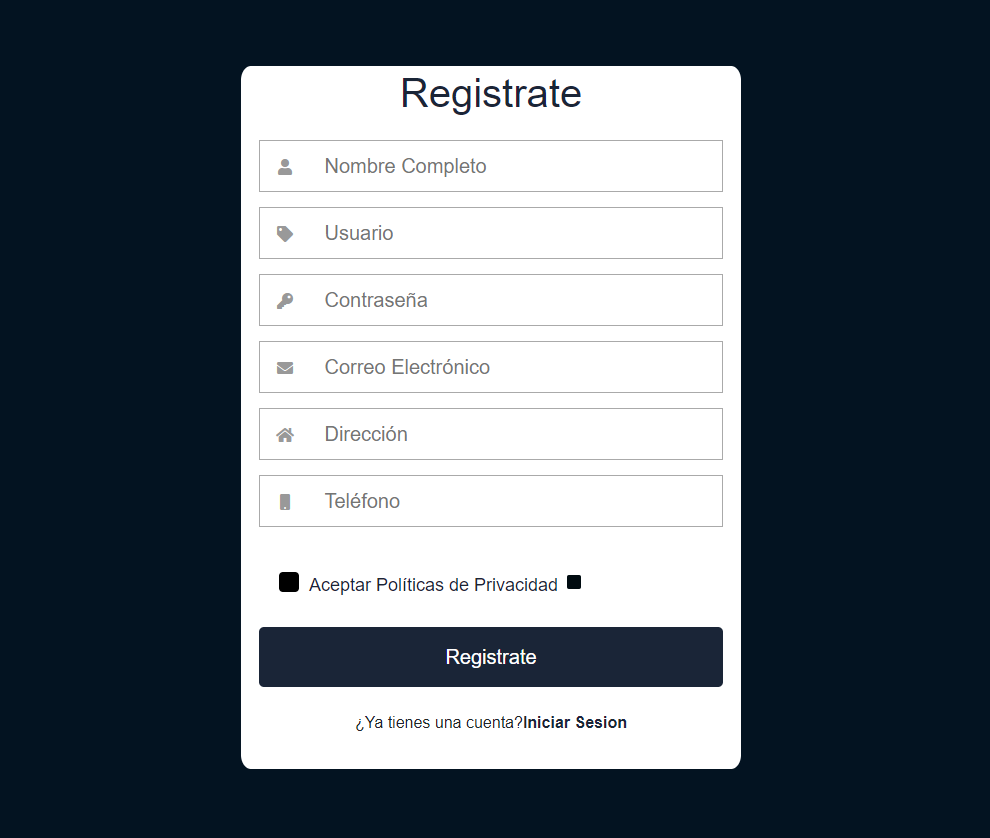 Registrate
Nombre Completo
Usuario
Contraseña
Correo Electrónico
Dirección
Teléfono
Aceptar Políticas de Privacidad
Registrate
¿Ya tienes una cuenta?Iniciar Sesion